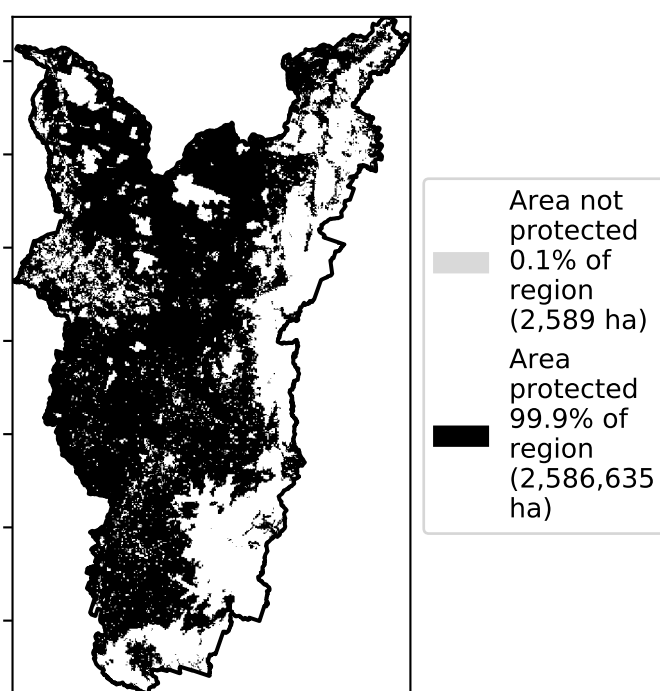 Area not
protected
0.1% of
region
(2,589 ha)
Area
protected
99.9% of
region
(2,586,635
ha)